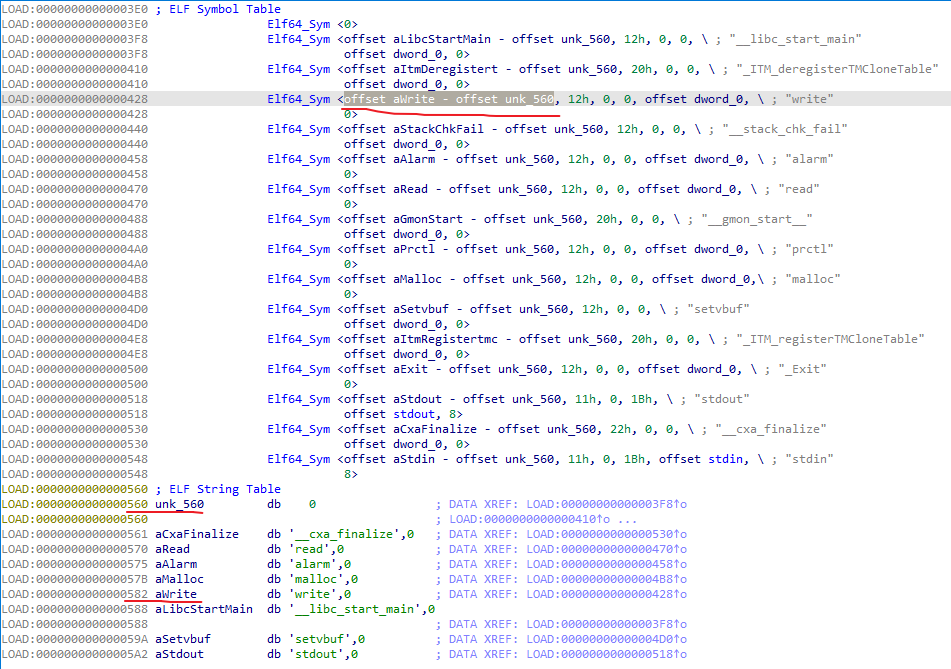 LOAD:00000000000003E0 ; ELF Symbol Table
LOAD:00000000000003E0 Elf64_Sym <0>
LOAD:00000000000003F8 Elf64_Sym <offset aLibcStartMain - offset unk_560, 12h, 0, 0, \ ; "__libc_start_main"
LOAD:00000000000003F8 offset dword_0, 0>
LOAD:0000000000000410 Elf64_Sym <offset aItmDeregistert - offset unk_560, 20h, 0, 0, \ ; "_ITM_deregisterTMCloneTable"
LOAD:0000000000000410 offset dword_0, 0>
LOAD:0000000000000428 Elf64_Sym <offset aWrite - offset unk_560, 12h, 0, 0, offset dword_0, \ ; "write"
LOAD:0000000000000428 0>
LOAD:0000000000000440 Elf64_Sym <offset aStackChkFail - offset unk_560, 12h, 0, 0, \ ; "__stack_chk_fail"
LOAD:0000000000000440 offset dword_0, 0>
LOAD:0000000000000458 Elf64_Sym <offset aAlarm - offset unk_560, 12h, 0, 0, offset dword_0, \ ; "alarm"
LOAD:0000000000000458 0>
LOAD:0000000000000470 Elf64_Sym <offset aRead - offset unk_560, 12h, 0, 0, offset dword_0, \ ; "read"
LOAD:0000000000000470 0>
LOAD:0000000000000488 Elf64_Sym <offset aGmonStart - offset unk_560, 20h, 0, 0, \ ; "__gmon_start__"
LOAD:0000000000000488 offset dword_0, 0>
LOAD:00000000000004A0 Elf64_Sym <offset aPrctl - offset unk_560, 12h, 0, 0, offset dword_0, \ ; "prctl"
LOAD:00000000000004A0 0>
LOAD:00000000000004B8 Elf64_Sym <offset aMalloc - offset unk_560, 12h, 0, 0, offset dword_0,\ ; "malloc"
LOAD:00000000000004B8 0>
LOAD:00000000000004D0 Elf64_Sym <offset aSetvbuf - offset unk_560, 12h, 0, 0, \ ; "setvbuf"
LOAD:00000000000004D0 offset dword_0, 0>
LOAD:00000000000004E8 Elf64_Sym <offset aItmRegistertmc - offset unk_560, 20h, 0, 0, \ ; "_ITM_registerTMCloneTable"
LOAD:00000000000004E8 offset dword_0, 0>
LOAD:0000000000000500 Elf64_Sym <offset aExit - offset unk_560, 12h, 0, 0, offset dword_0, \ ; "_Exit"
LOAD:0000000000000500 0>
LOAD:0000000000000518 Elf64_Sym <offset aStdout - offset unk_560, 11h, 0, 1Bh, \ ; "stdout"
LOAD:0000000000000518 offset stdout, 8>
LOAD:0000000000000530 Elf64_Sym <offset aCxaFinalize - offset unk_560, 22h, 0, 0, \ ; "__cxa_finalize"
LOAD:0000000000000530 offset dword_0, 0>
LOAD:0000000000000548 Elf64_Sym <offset aStdin - offset unk_560, 11h, 0, 1Bh, offset stdin, \ ; "stdin"
LOAD:0000000000000548 8>
LOAD:0000000000000560 ; ELF String Table
LOAD:0000000000000560 unk_560 db 0 ; DATA XREF: LOAD:00000000000003F8↑o
LOAD:0000000000000560 ; LOAD:0000000000000410↑o ...
LOAD:0000000000000561 aCxaFinalize db '__cxa_finalize',0 ; DATA XREF: LOAD:0000000000000530↑o
LOAD:0000000000000570 aRead db 'read',0 ; DATA XREF: LOAD:0000000000000470↑o
LOAD:0000000000000575 aAlarm db 'alarm',0 ; DATA XREF: LOAD:0000000000000458↑o
LOAD:000000000000057B aMalloc db 'malloc',0 ; DATA XREF: LOAD:00000000000004B8↑o
LOAD:0000000000000582 aWrite db 'write',0 ; DATA XREF: LOAD:0000000000000428↑o
LOAD:0000000000000588 aLibcStartMain db '__libc_start_main',0
LOAD:0000000000000588 ; DATA XREF: LOAD:00000000000003F8↑o
LOAD:000000000000059A aSetvbuf db 'setvbuf',0 ; DATA XREF: LOAD:00000000000004D0↑o
LOAD:00000000000005A2 aStdout db 'stdout',0 ; DATA XREF: LOAD:0000000000000518↑o